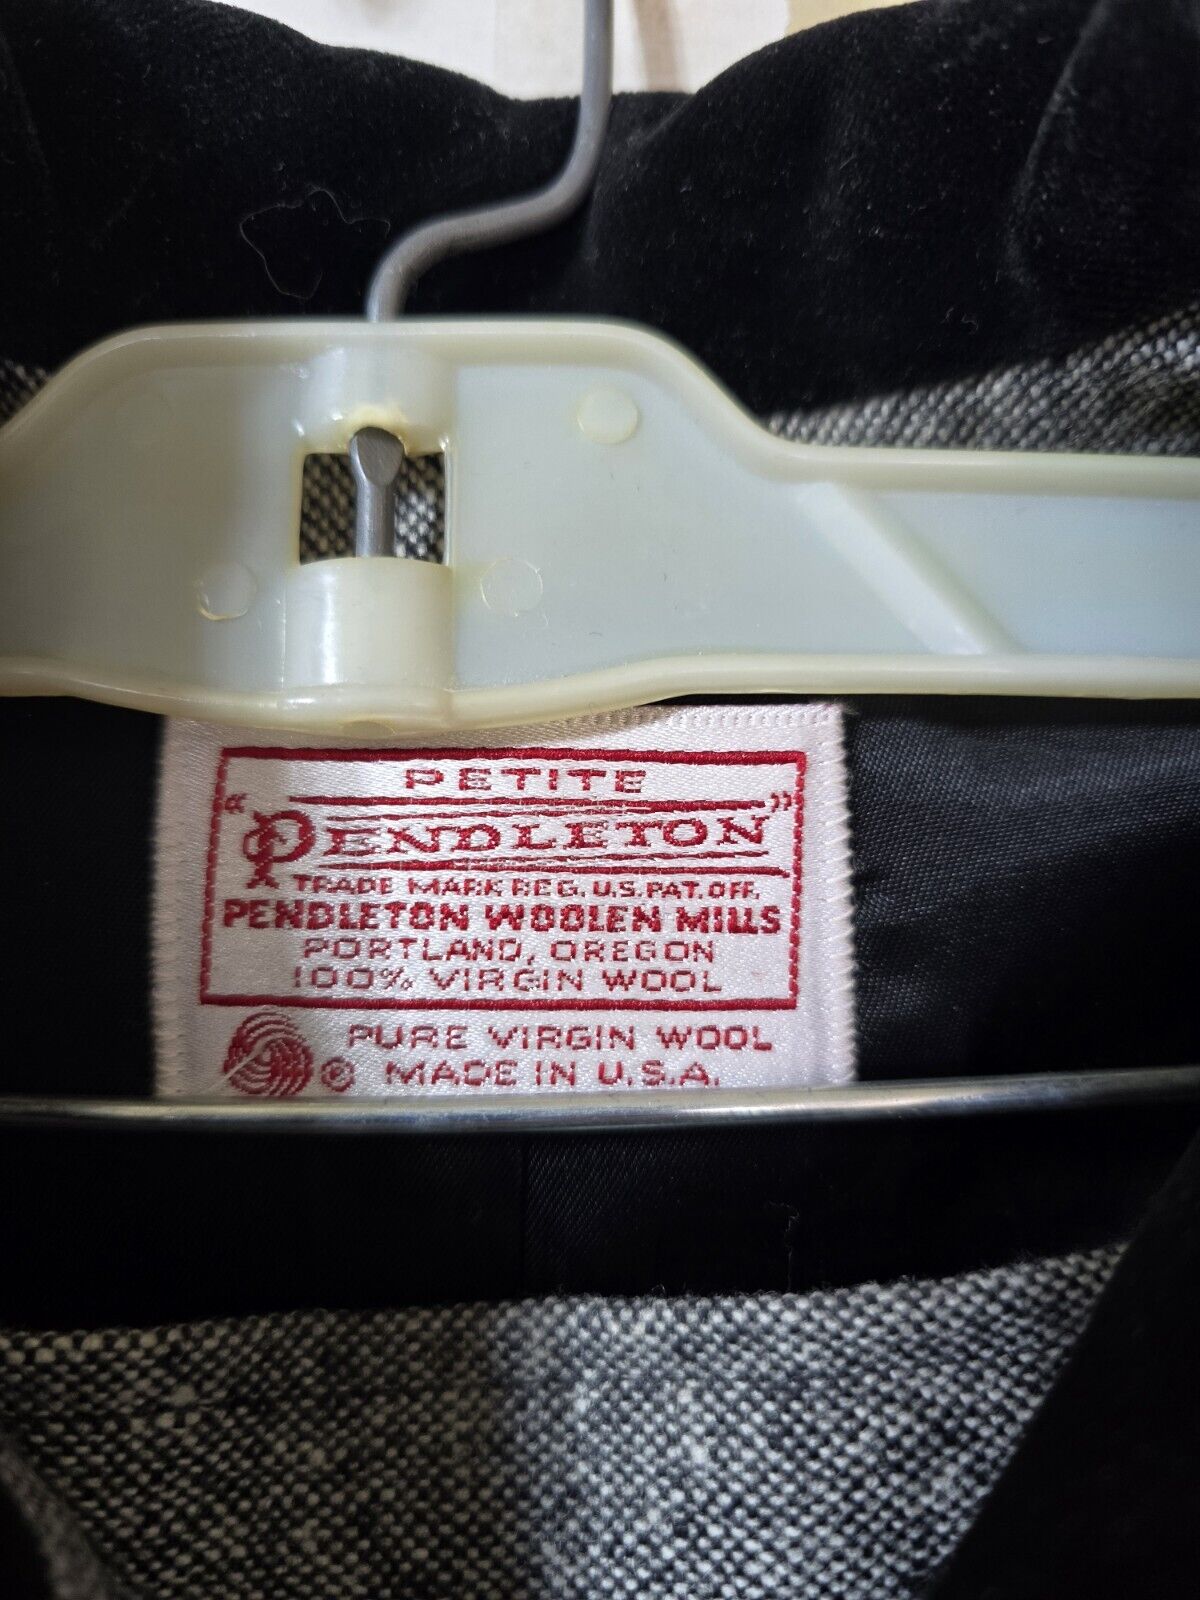 PETITE
"PENDLETON"
TRADE MARK REG. U.S. PAT. OFF.
PENDLETON WOOLEN MILLS
PORTLAND, OREGON
100% VIRGIN WOOL
PURE VIRGIN WOOL
© MADE IN U.S.A.